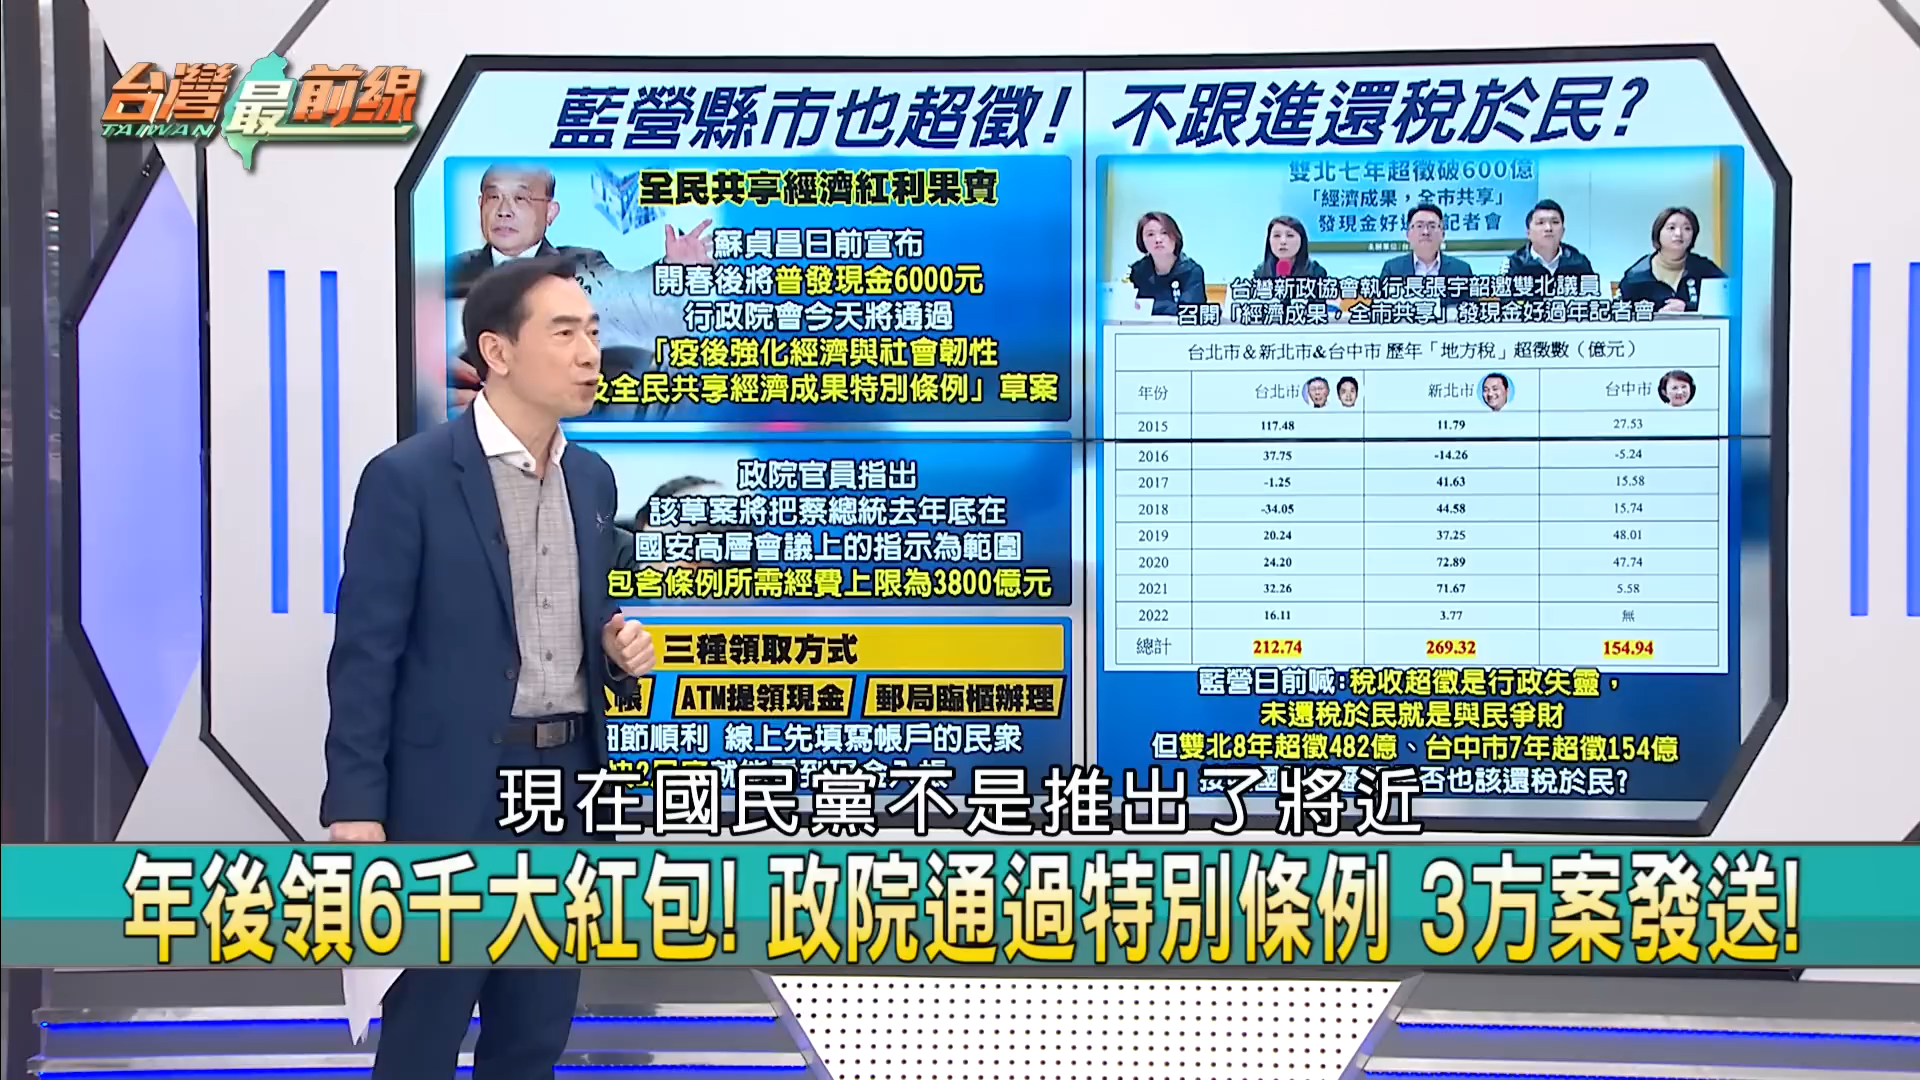 台灣最前線
TAIWAN
藍營縣市也超徵! 不跟進還稅於民?
全民共享經濟紅利果實
蘇貞昌日前宣布
開春後將普發現金6000元
行政院會今天將通過
「疫後強化經濟與社會韌性
及全民共享經濟成果特別條例」草案
政院官員指出
該草案將把蔡總統去年底在
國安高層會議上的指示為範圍
包含條例所需經費上限為3800億元
三種領取方式
帳 ATM提領現金 郵局臨櫃辦理
細節順利 線上先填寫帳戶的民眾
雙北七年超徵破600億
「經濟成果,全市共享」
發現金好過年記者會
台灣新政協會執行長張宇韶邀雙北議員
召開「經濟成果,全市共享」發現金好過年記者會
台北市&新北市&台中市 歷年「地方稅」超徵數(億元)
年份 台北市 新北市 台中市
2015 117.48 11.79 27.53
2016 37.75 -14.26 -5.24
2017 -1.25 41.63 15.58
2018 -34.05 44.58 15.74
2019 20.24 37.25 48.01
2020 24.20 72.89 47.74
2021 32.26 71.67 5.58
2022 16.11 3.77 無
總計 212.74 269.32 154.94
藍營日前喊:稅收超徵是行政失靈,
未還稅於民就是與民爭財
但雙北8年超徵482億、台中市7年超徵154億
否也該還稅於民?
現在國民黨不是推出了將近
年後領6千大紅包! 政院通過特別條例 3方案發送!